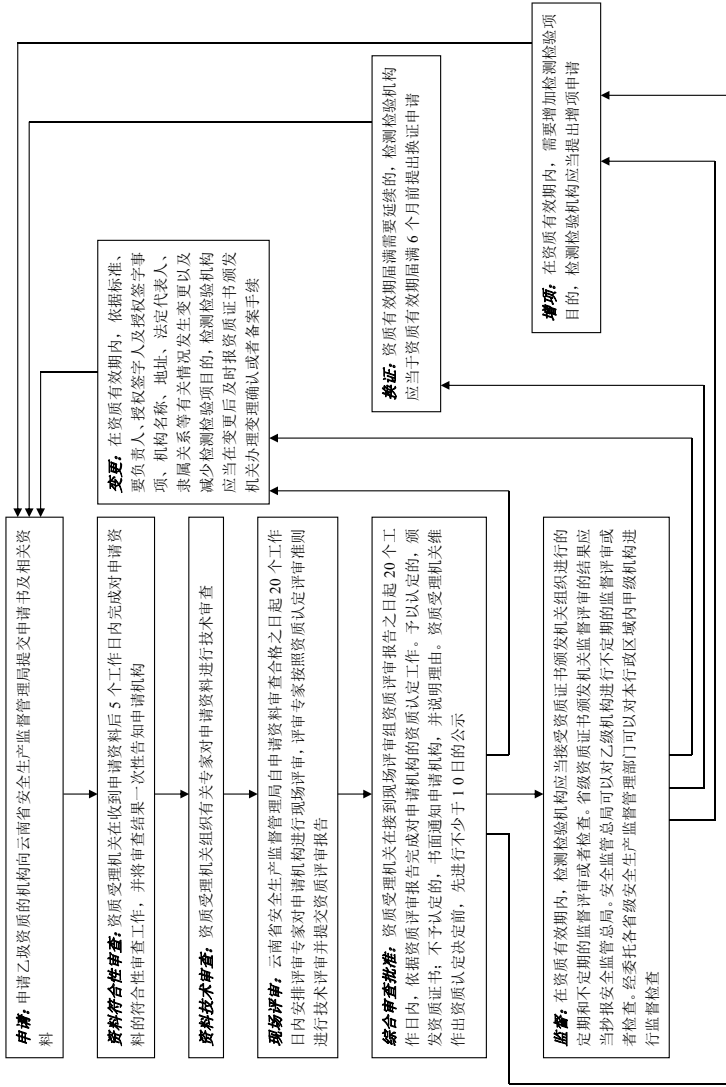 申请：申请乙圾资质的机构向云南省安全生产监督管理局提交申请书及相关资
料
资料符合性审查：资质受理机关在收到申请资料后 5 个工作日内完成对申请资
料的符合性审查工作，并将审查结果一次性告知申请机构
资料技术审查：资质受理机关组织有关专家对申请资料进行技术审查
现场评审：云南省安全生产监督管理局自申请资料审查合格之日起 20 个工作
日内安排评审专家对申请机构进行现场评审，评审专家按照资质认定评审准则
进行技术评审并提交资质评审报告
综合审查批准：资质受理机关在接到现场评审组资质评审报告之日起 20 个工
作日内，依据资质评审报告完成对申请机构的资质认定工作。予以认定的，颁
发资质证书；不予认定的，书面通知申请机构，并说明理由。资质受理机关维
作出资质认定决定前，先进行不少于 1 0 日的公示
监督：在资质有效期内，检测检验机构应当接受资质证书颁发机关组织进行的
定期和不定期的监督评审或者检查。省级资质证书颁发机关监督评审的结果应
当抄报安全监管总局。安全监管总局可以对乙级机构进行不定期的监督评审或
者检查。经委托各省级安全生产监督管理部门可以对本行政区域内甲级机构进
行监督检查
变更：在资质有效期内，依据标准、
要负责人、授权签字人及授权签字事
项、机构名称、地址、法定代表人、
隶属关系等有关情况发生变更以及
减少检测检验项目的，检测检验机构
应当在变更后及时报资质证书颁发
机关办理变理确认或者备案手续
换证：资质有效期届满需要延续的，检测检验机构
应当于资质有效期届满 6 个月前提出换证申请
增项：在资质有效期内，需要增加检测检验项
目的，检测检验机构应当提出增项申请